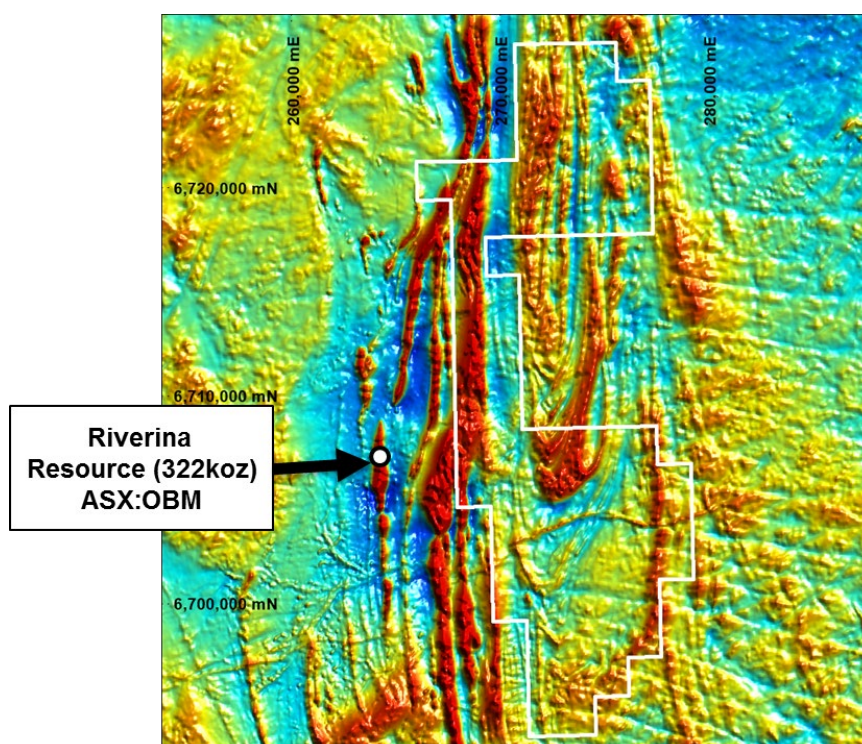 260,000 mE
270,000 mE
280,000 mE
6,720,000 mN
6,710,000 mN
Riverina
Resource (322koz)
ASX:OBM
6,700,000 mN